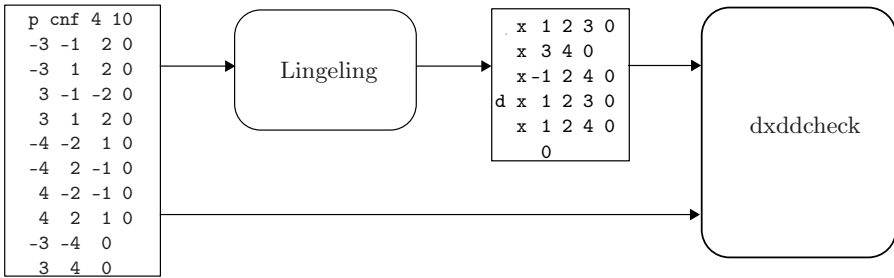 p cnf 4 10
-3 -1 2 0
-3 1 2 0
3 -1 -2 0
3 1 2 0
-4 -2 1 0
-4 2 -1 0
4 -2 -1 0
4 2 1 0
-3 -4 0
3 4 0
Lingeling
x 1 2 3 0
x 3 4 0
x -1 2 4 0
d x 1 2 3 0
x 1 2 4 0
0
dxddcheck